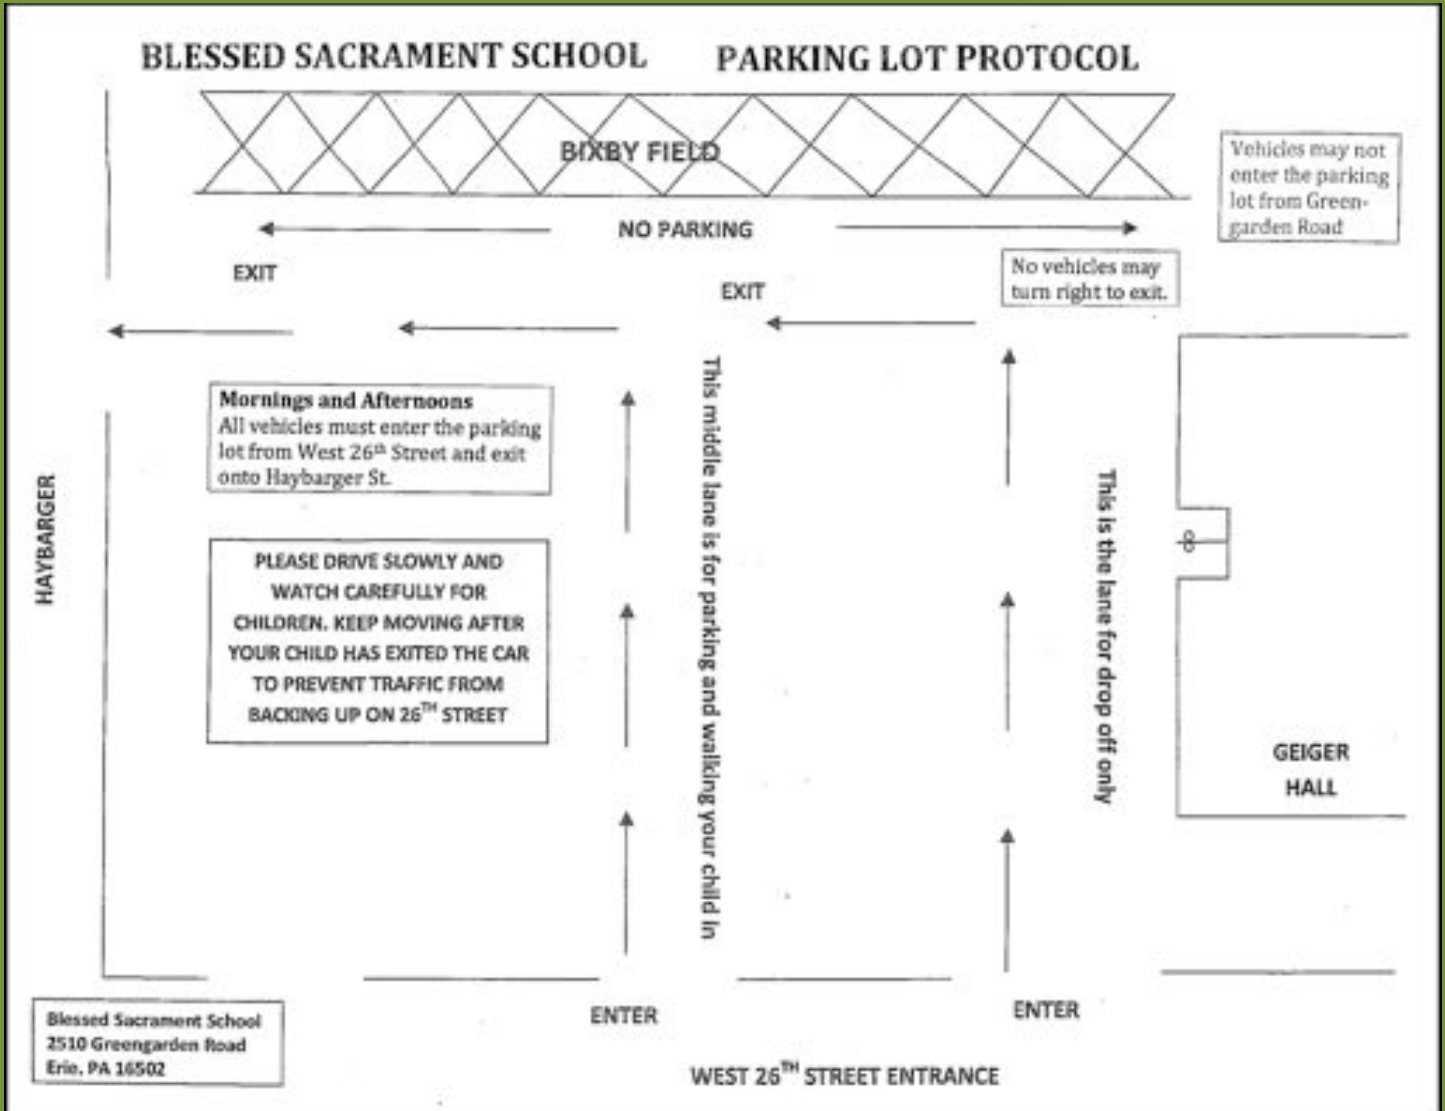 BLESSED SACRAMENT SCHOOL PARKING LOT PROTOCOL
BIXBY FIELD
Vehicles may not
enter the parking
lot from Green-
garden Road
NO PARKING
No vehicles may
turn right to exit.
EXIT
EXIT
Mornings and Afternoons
All vehicles must enter the parking
lot from West 26th Street and exit
onto Haybarger St.
HAYBARGER
PLEASE DRIVE SLOWLY AND
WATCH CAREFULLY FOR
CHILDREN. KEEP MOVING AFTER
YOUR CHILD HAS EXITED THE CAR
TO PREVENT TRAFFIC FROM
BACKING UP ON 26TH STREET
This middle lane is for parking and walking your child in
This is the lane for drop off only
GEIGER
HALL
ENTER
ENTER
Blessed Sacrament School
2510 Greengarden Road
Erie, PA 16502
WEST 26TH STREET ENTRANCE